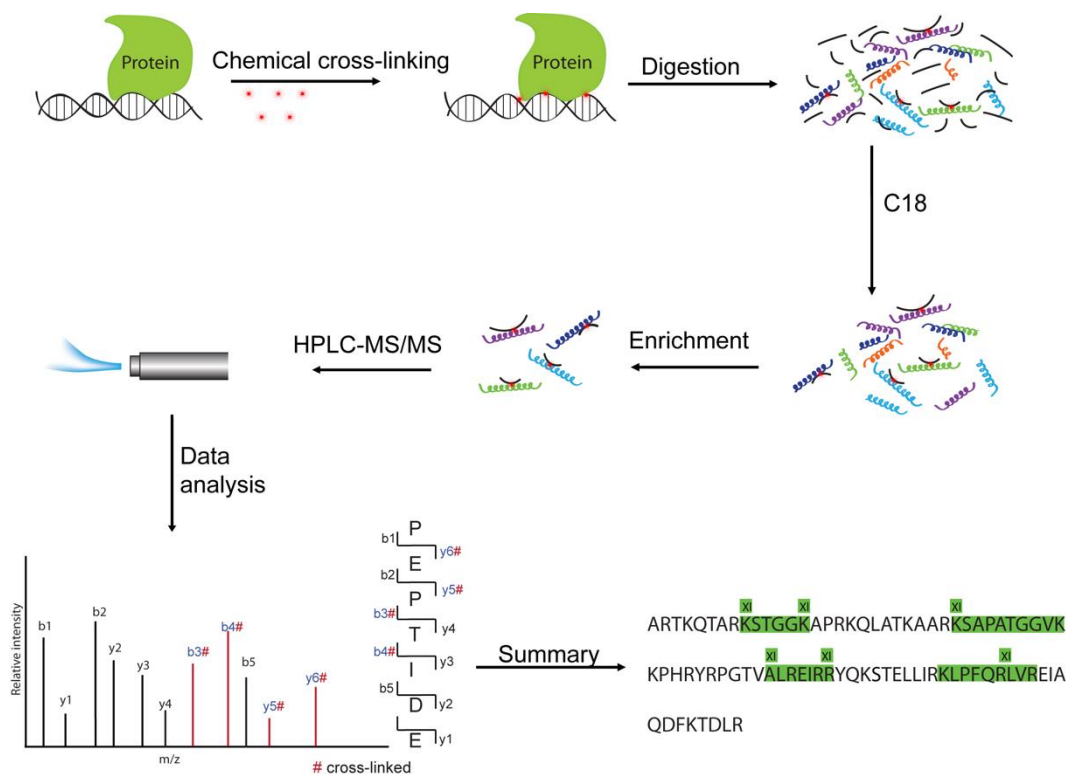 Protein
Chemical cross-linking
Protein
Digestion
C18
Enrichment
HPLC-MS/MS
Data
analysis
Relative intensity
b1
y1
b2
y2
y3
y4
b3#
b4#
b5
y5#
y6#
m/z
# cross-linked
P
b1
y6#
E
b2
y5#
P
b3#
y4
T
b4#
y3
I
b5
y2
D
y1
E
Summary
XI XI XI
ARTKQTARKSTGGKAPRKQLATKAARKSAPATGGVK
XI XI XI
KPHRYRPGTVALREIRRYQKSTELLIRKLPFQRLVREIA
QDFKTDLR